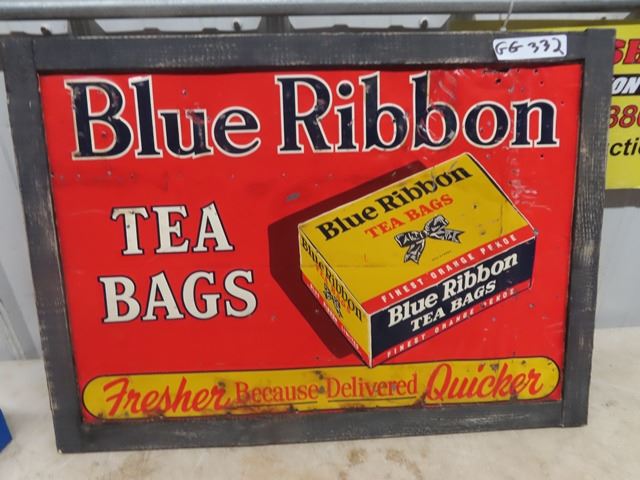 GG 332
Blue Ribbon
TEA
BAGS
Blue Ribbon
TEA BAGS
FINEST ORANGE PEKOE
Blue Ribbon
TEA BAGS
FINEST ORANGE PEKOE
Blue Ribbon
Fresher Because Delivered Quicker